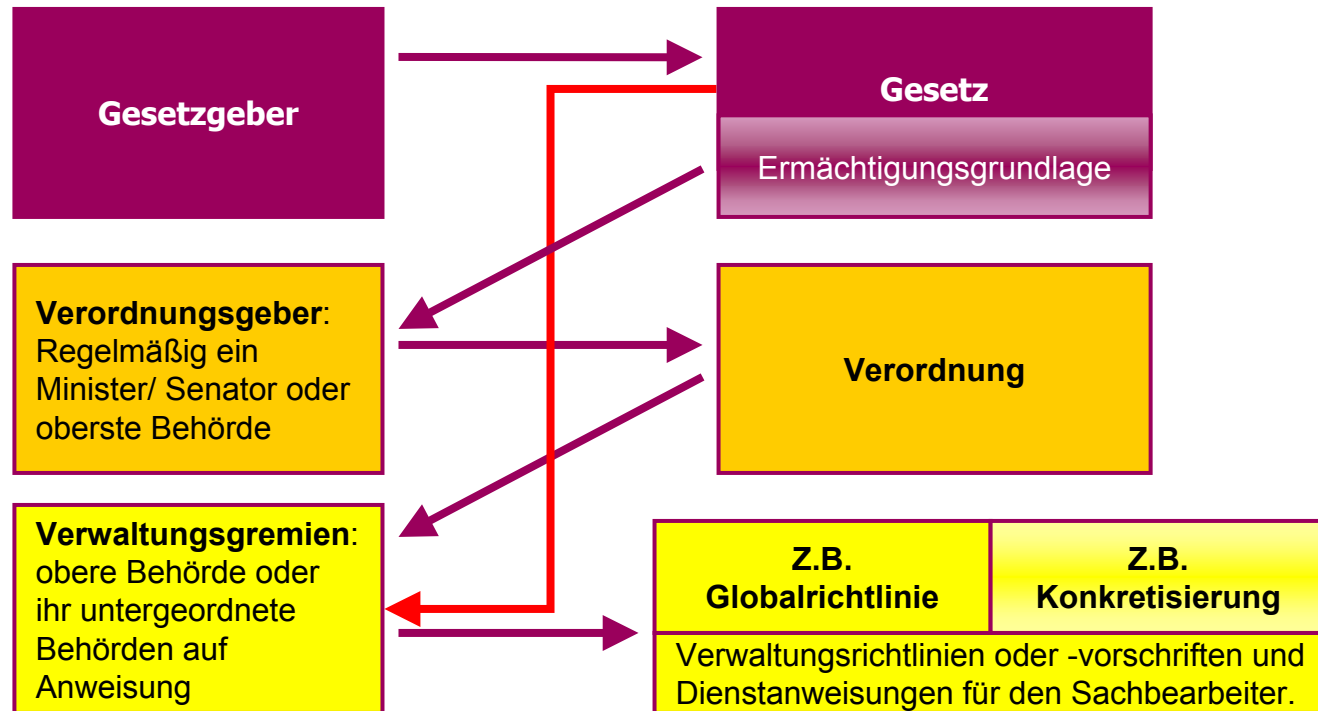 Gesetzgeber
Gesetz
Ermächtigungsgrundlage
Verordnungsgeber:
Regelmäßig ein
Minister/ Senator oder
oberste Behörde
Verordnung
Verwaltungsgremien:
obere Behörde oder
ihr untergeordnete
Behörden auf
Anweisung
Z.B.
Globalrichtlinie
Z.B.
Konkretisierung
Verwaltungsrichtlinien oder -vorschriften und
Dienstanweisungen für den Sachbearbeiter.